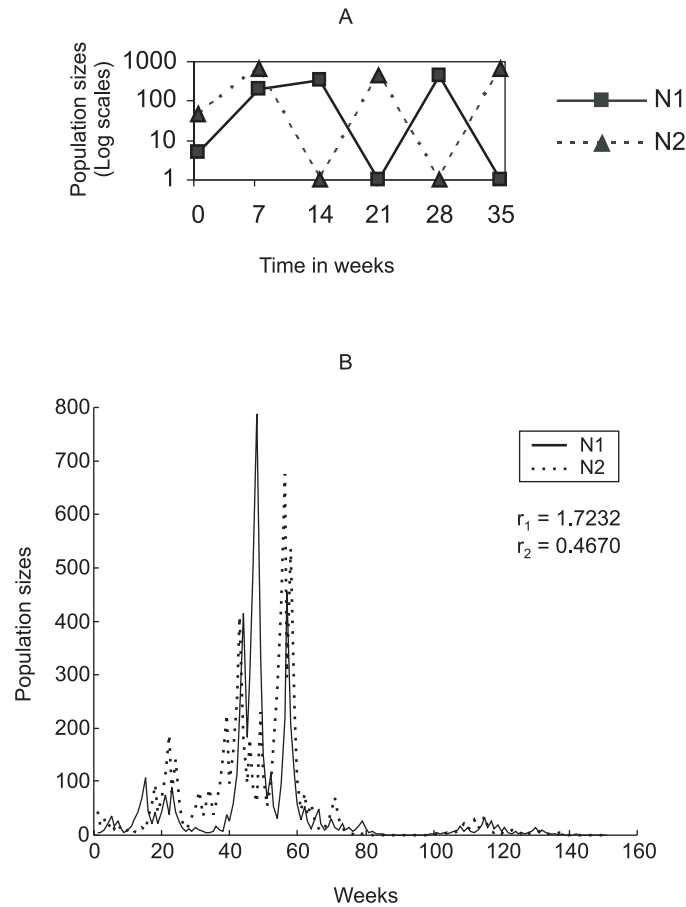 A
Population sizes
(Log scales)
1000
100
10
1
0 7 14 21 28 35
Time in weeks
N1
N2
B
Population sizes
800
700
600
500
400
300
200
100
0
0 20 40 60 80 100 120 140 160
Weeks
N1
N2
r1 = 1.7232
r2 = 0.4670